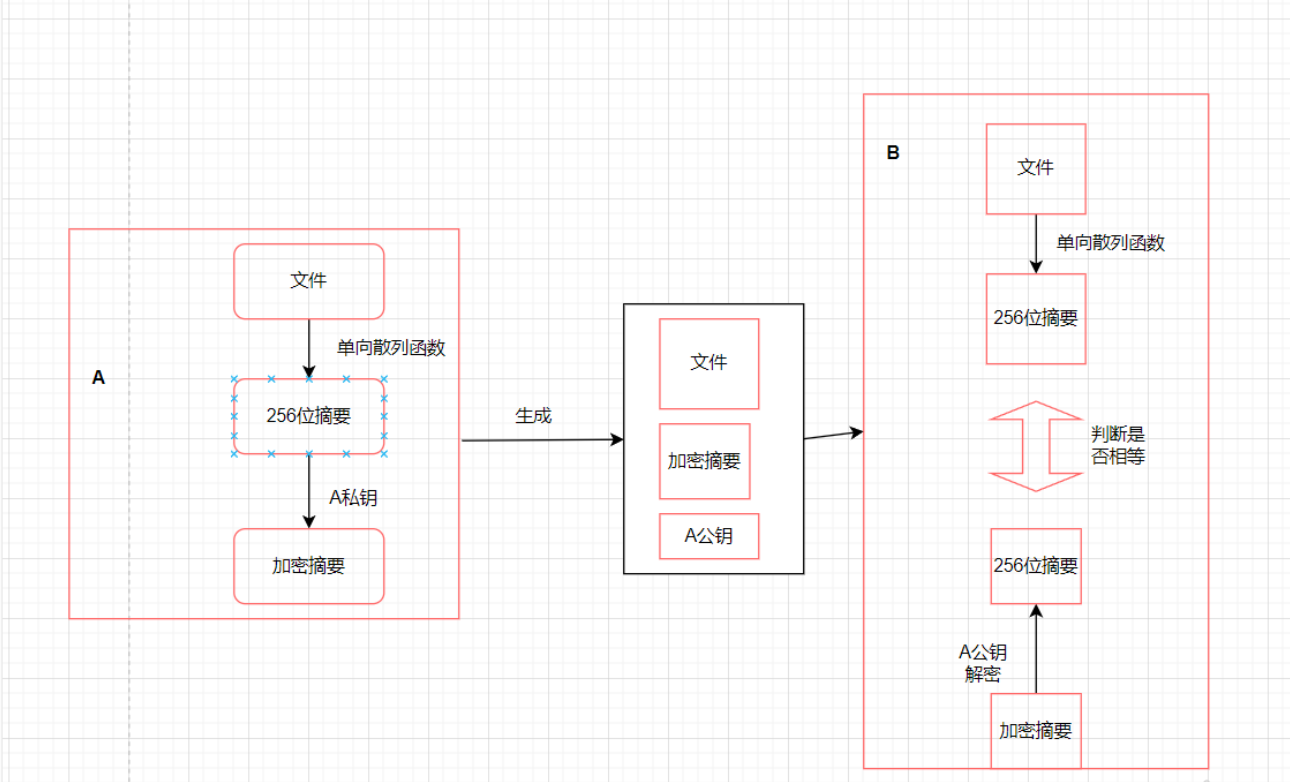 A
文件
单向散列函数
256位摘要
A私钥
加密摘要
生成
文件
加密摘要
A公钥
B
文件
单向散列函数
256位摘要
判断是
否相等
256位摘要
A公钥
解密
加密摘要